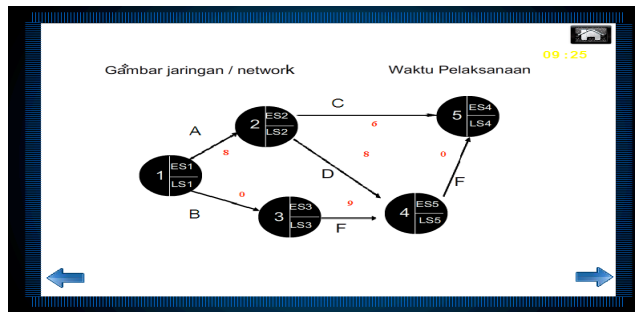 09:25
Gambar jaringan / network Waktu Pelaksanaan
C
2 ES2 LS2
5 ES4 LS4
6
A
8
8
0
1 ES1 LS1
D
F
0
9
B
3 ES3 LS3
F
4 ES5 LS5